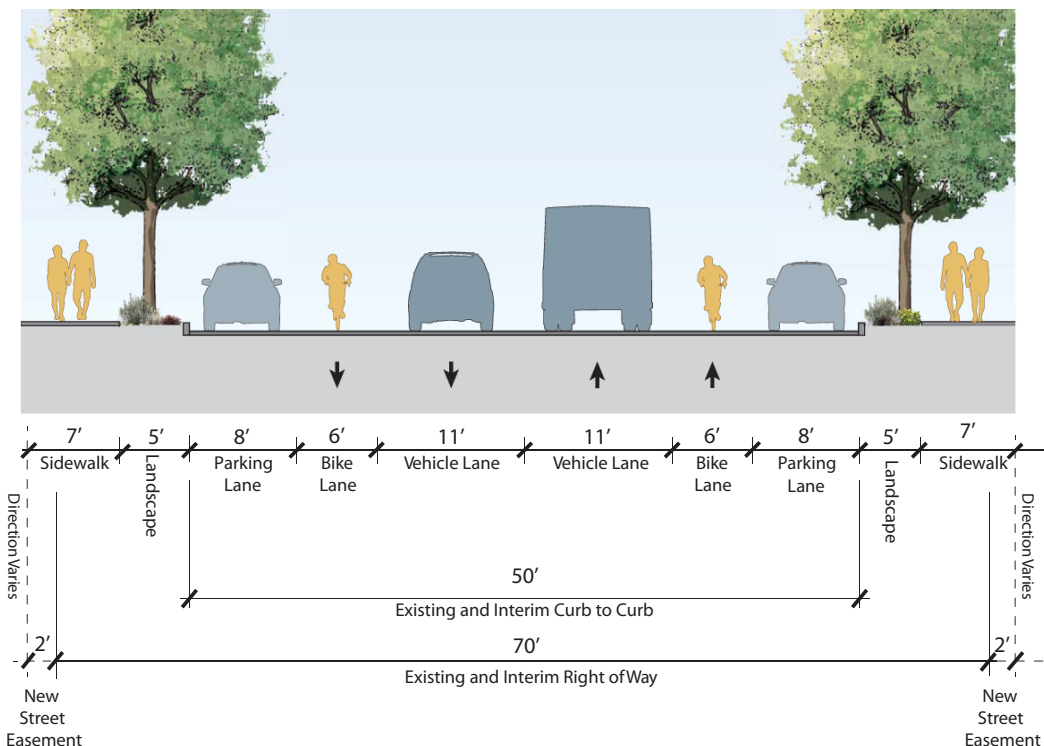 7’ 5’ 8’ 6’ 11’ 11’ 6’ 8’ 5’ 7’
Sidewalk
Landscape
Parking
Lane
Bike
Lane
Vehicle Lane
Vehicle Lane
Bike
Lane
Parking
Lane
Landscape
Sidewalk
Direction Varies
Direction Varies
50’
Existing and Interim Curb to Curb
2’
70’
2’
Existing and Interim Right of Way
New
Street
Easement
New
Street
Easement